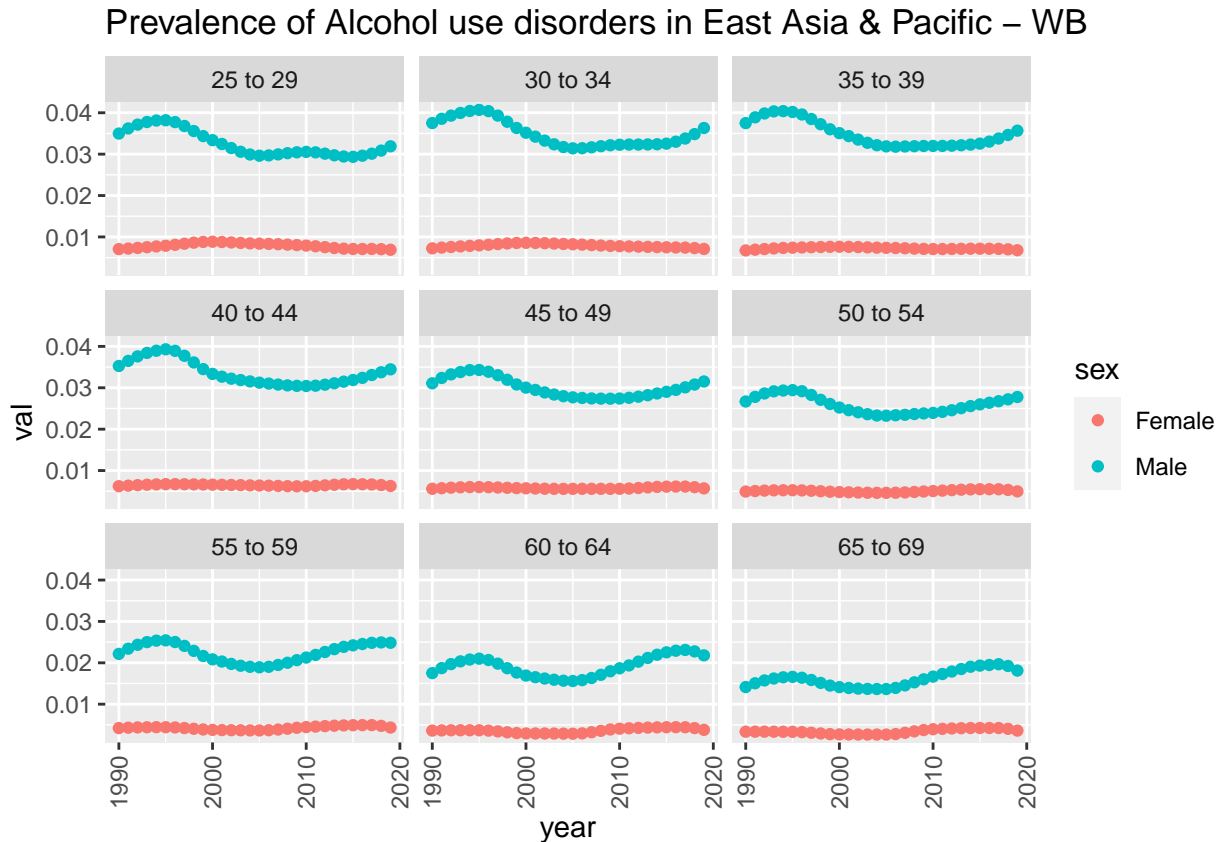 Prevalence of Alcohol use disorders in East Asia & Pacific – WB
25 to 29
30 to 34
35 to 39
0.04
0.03
0.02
0.01
40 to 44
45 to 49
50 to 54
0.04
0.03
0.02
0.01
55 to 59
60 to 64
65 to 69
0.04
0.03
0.02
0.01
val
1990
2000
2010
2020
1990
2000
2010
2020
1990
2000
2010
2020
year
sex
Female
Male